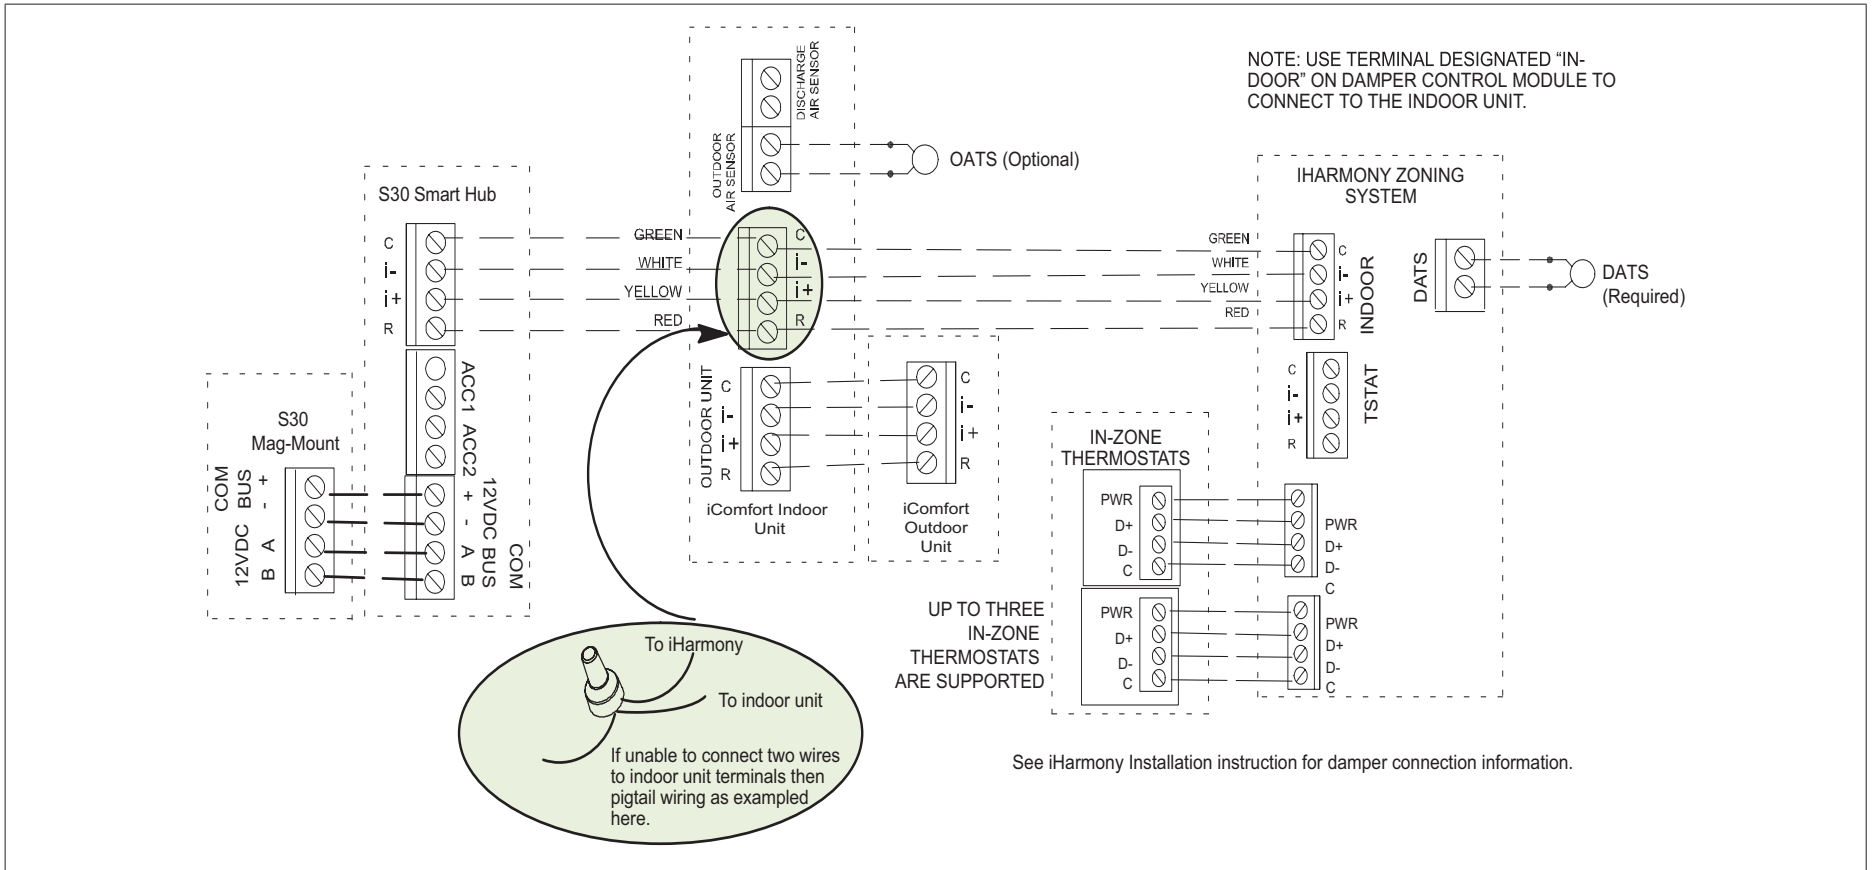 NOTE: USE TERMINAL DESIGNATED “IN-
DOOR” ON DAMPER CONTROL MODULE TO
CONNECT TO THE INDOOR UNIT.
DISCHARGE
AIR SENSOR
OUTDOOR
AIR SENSOR
OATS (Optional)
S30 Smart Hub
C
i-
i+
R
GREEN
WHITE
YELLOW
RED
C
i-
i+
R
GREEN
WHITE
YELLOW
RED
IHARMONY ZONING
SYSTEM
C
i-
i+
R
INDOOR
DATS
DATS
(Required)
C
i-
i+
R
TSTAT
ACC1 ACC2
S30
Mag-Mount
COM
BUS - +
12VDC
B A
+
-
A
B
12VDC BUS
COM
OUTDOOR UNIT
C
i-
i+
R
iComfort Indoor
Unit
C
i-
i+
R
iComfort
Outdoor
Unit
IN-ZONE
THERMOSTATS
PWR
D+
D-
C
PWR
D+
D-
C
PWR
D+
D-
C
PWR
D+
D-
C
UP TO THREE
IN-ZONE
THERMOSTATS
ARE SUPPORTED
To iHarmony
To indoor unit
If unable to connect two wires
to indoor unit terminals then
pigtail wiring as exampled
here.
See iHarmony Installation instruction for damper connection information.